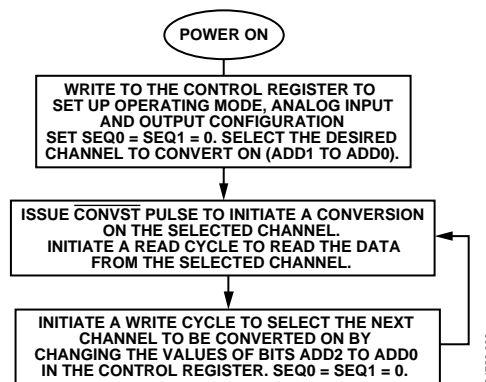 POWER ON
WRITE TO THE CONTROL REGISTER TO
SET UP OPERATING MODE, ANALOG INPUT
AND OUTPUT CONFIGURATION
SET SEQ0 = SEQ1 = 0. SELECT THE DESIRED
CHANNEL TO CONVERT ON (ADD1 TO ADD0).
ISSUE CONVST PULSE TO INITIATE A CONVERSION
ON THE SELECTED CHANNEL.
INITIATE A READ CYCLE TO READ THE DATA
FROM THE SELECTED CHANNEL.
INITIATE A WRITE CYCLE TO SELECT THE NEXT
CHANNEL TO BE CONVERTED ON BY
CHANGING THE VALUES OF BITS ADD2 TO ADD0
IN THE CONTROL REGISTER. SEQ0 = SEQ1 = 0.